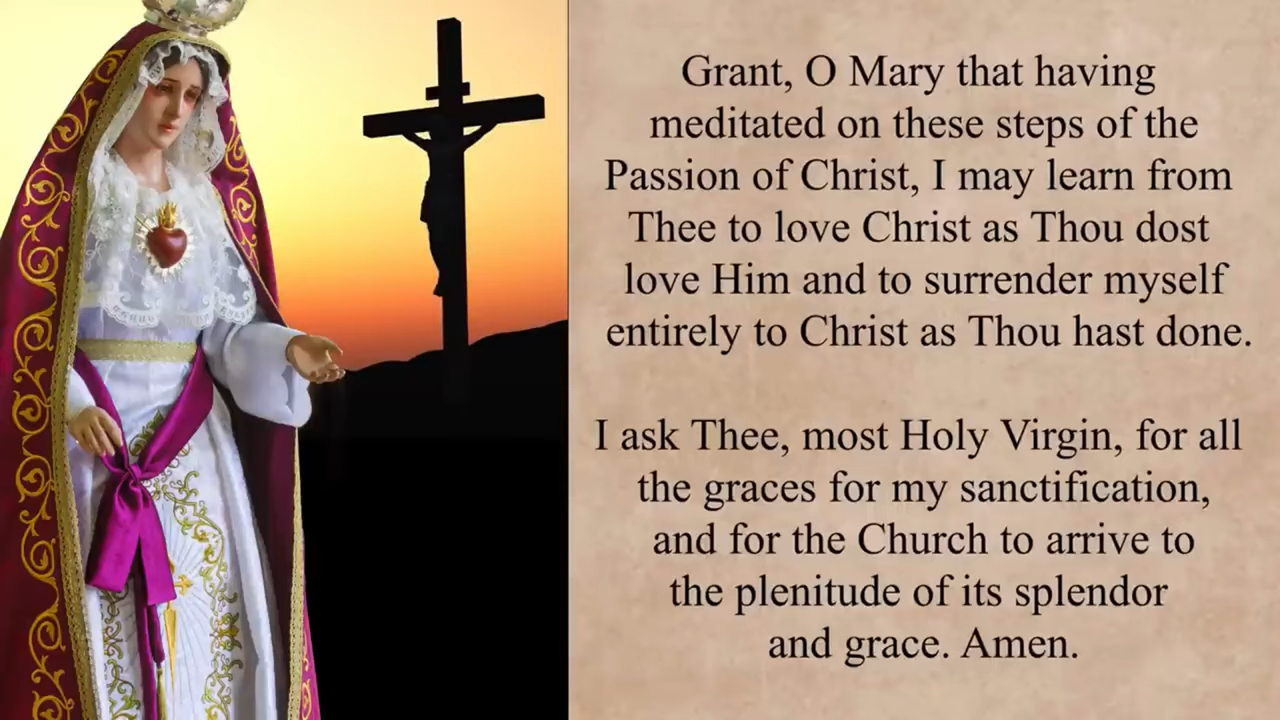 Grant, O Mary that having
meditated on these steps of the
Passion of Christ, I may learn from
Thee to love Christ as Thou dost
love Him and to surrender myself
entirely to Christ as Thou hast done.
I ask Thee, most Holy Virgin, for all
the graces for my sanctification,
and for the Church to arrive to
the plenitude of its splendor
and grace. Amen.